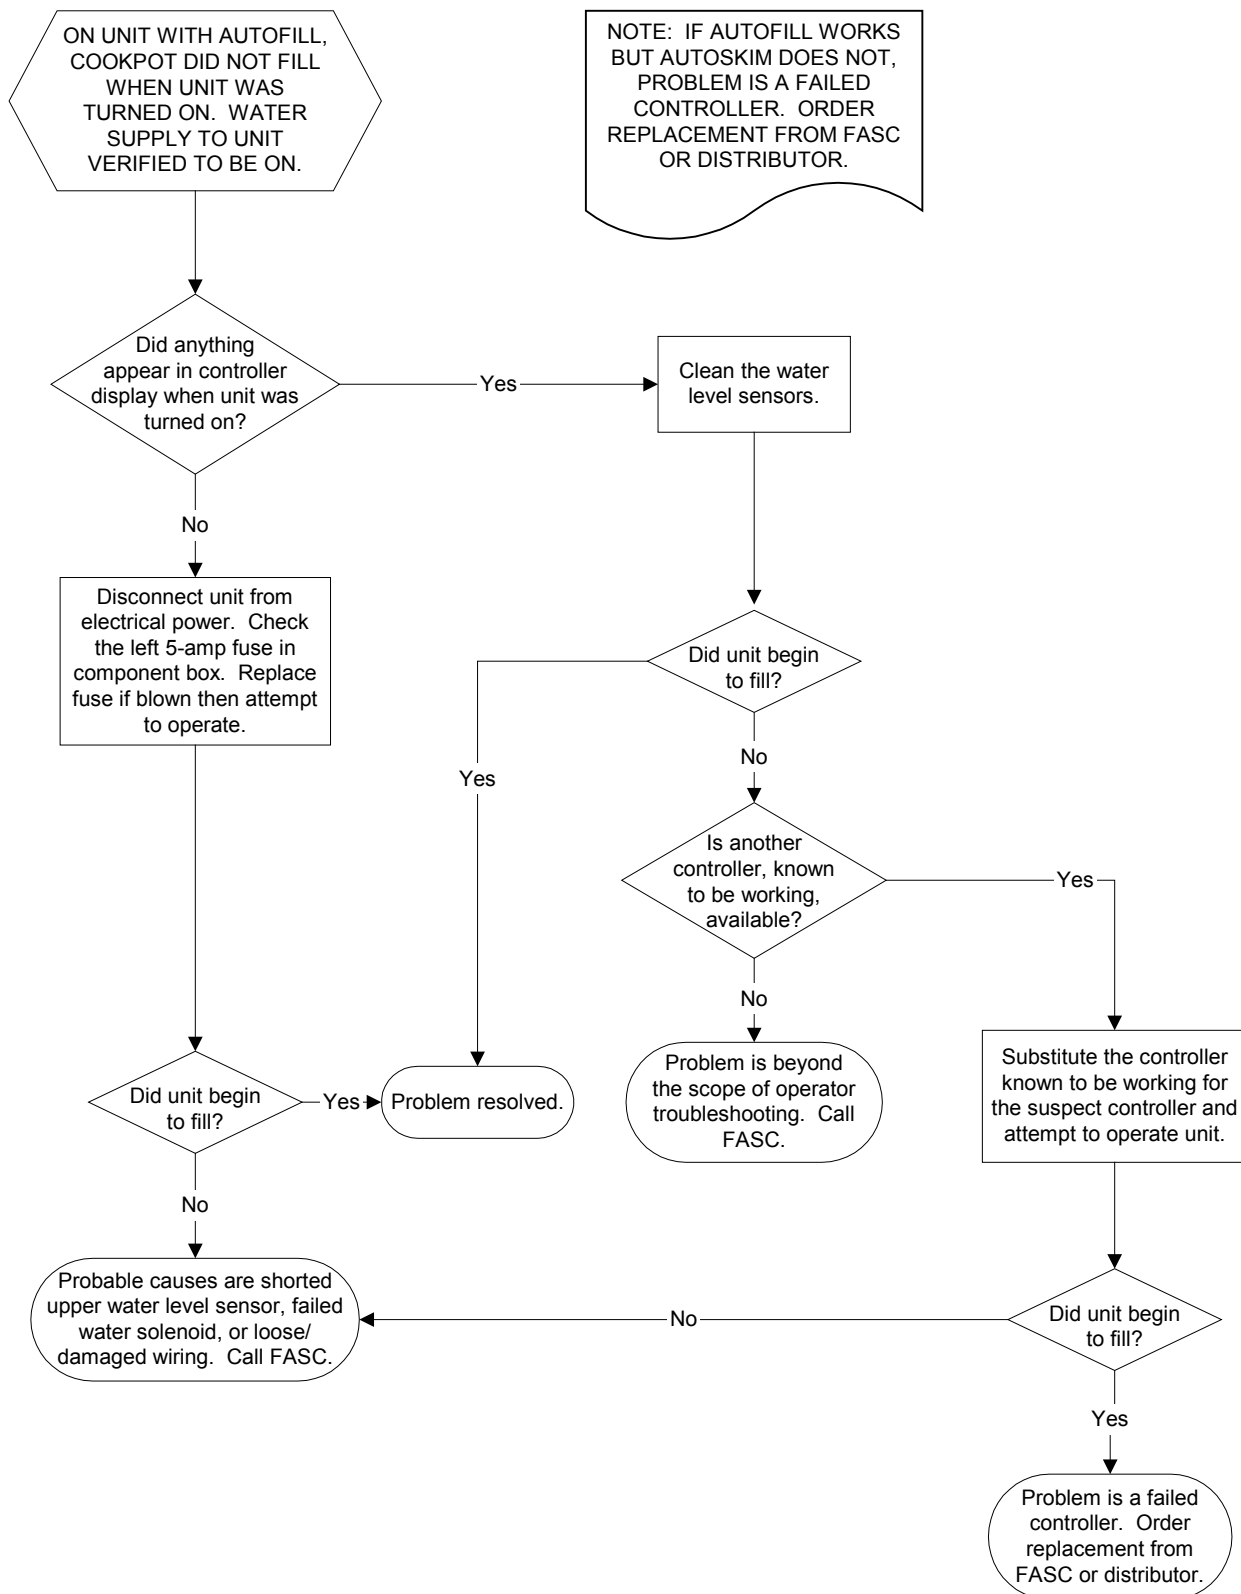 ON UNIT WITH AUTOFILL,
COOKPOT DID NOT FILL
WHEN UNIT WAS
TURNED ON.  WATER
SUPPLY TO UNIT
VERIFIED TO BE ON.
NOTE:  IF AUTOFILL WORKS
BUT AUTOSKIM DOES NOT,
PROBLEM IS A FAILED
CONTROLLER.  ORDER
REPLACEMENT FROM FASC
OR DISTRIBUTOR.
Did anything
appear in controller
display when unit was
turned on?
Yes
Clean the water
level sensors.
No
Disconnect unit from
electrical power.  Check
the left 5-amp fuse in
component box.  Replace
fuse if blown then attempt
to operate.
Did unit begin
to fill?
Yes
No
Is another
controller, known
to be working,
available?
Yes
No
Problem is beyond
the scope of operator
troubleshooting.  Call
FASC.
Substitute the controller
known to be working for
the suspect controller and
attempt to operate unit.
Did unit begin
to fill?
Yes
Problem resolved.
No
Probable causes are shorted
upper water level sensor, failed
water solenoid, or loose/
damaged wiring.  Call FASC.
No
Did unit begin
to fill?
Yes
Problem is a failed
controller.  Order
replacement from
FASC or distributor.